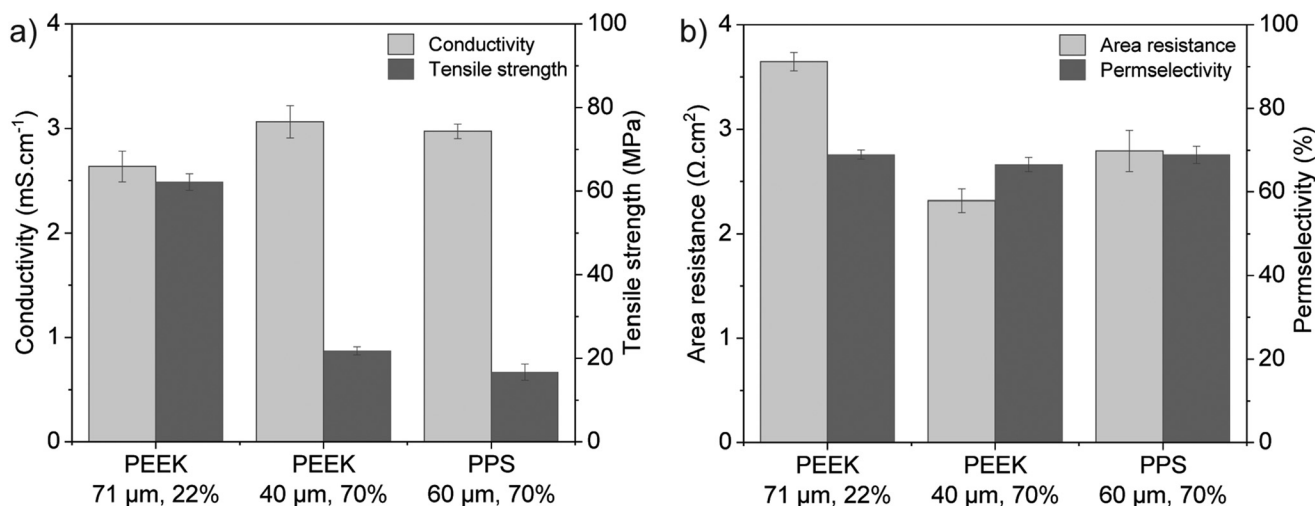 a)
Conductivity (mS.cm⁻¹)
4
3
2
1
0
Conductivity
Tensile strength
100
80
60
40
20
0
Tensile strength (MPa)
PEEK
71 µm, 22%
PEEK
40 µm, 70%
PPS
60 µm, 70%
b)
Area resistance (Ω.cm²)
4
3
2
1
0
Area resistance
Permselectivity
100
80
60
40
20
0
Permselectivity (%)
PEEK
71 µm, 22%
PEEK
40 µm, 70%
PPS
60 µm, 70%